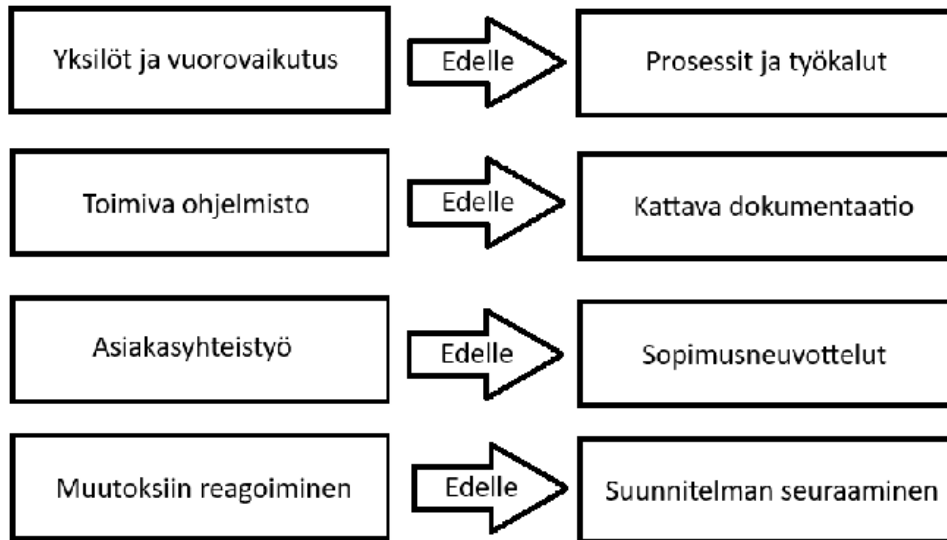 Yksilöt ja vuorovaikutus Edelle Prosessit ja työkalut
Toimiva ohjelmisto Edelle Kattava dokumentaatio
Asiakasyhteistyö Edelle Sopimusneuvottelut
Muutoksiin reagoiminen Edelle Suunnitelman seuraaminen